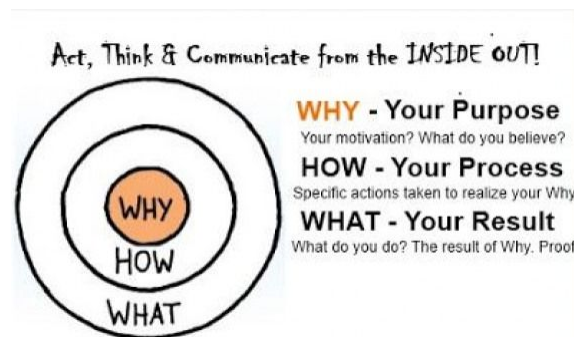 Act, Think & Communicate from the INSIDE OUT!
WHY - Your Purpose
Your motivation? What do you believe?
HOW - Your Process
Specific actions taken to realize your Why
WHAT - Your Result
What do you do? The result of Why. Proof
WHY
HOW
WHAT